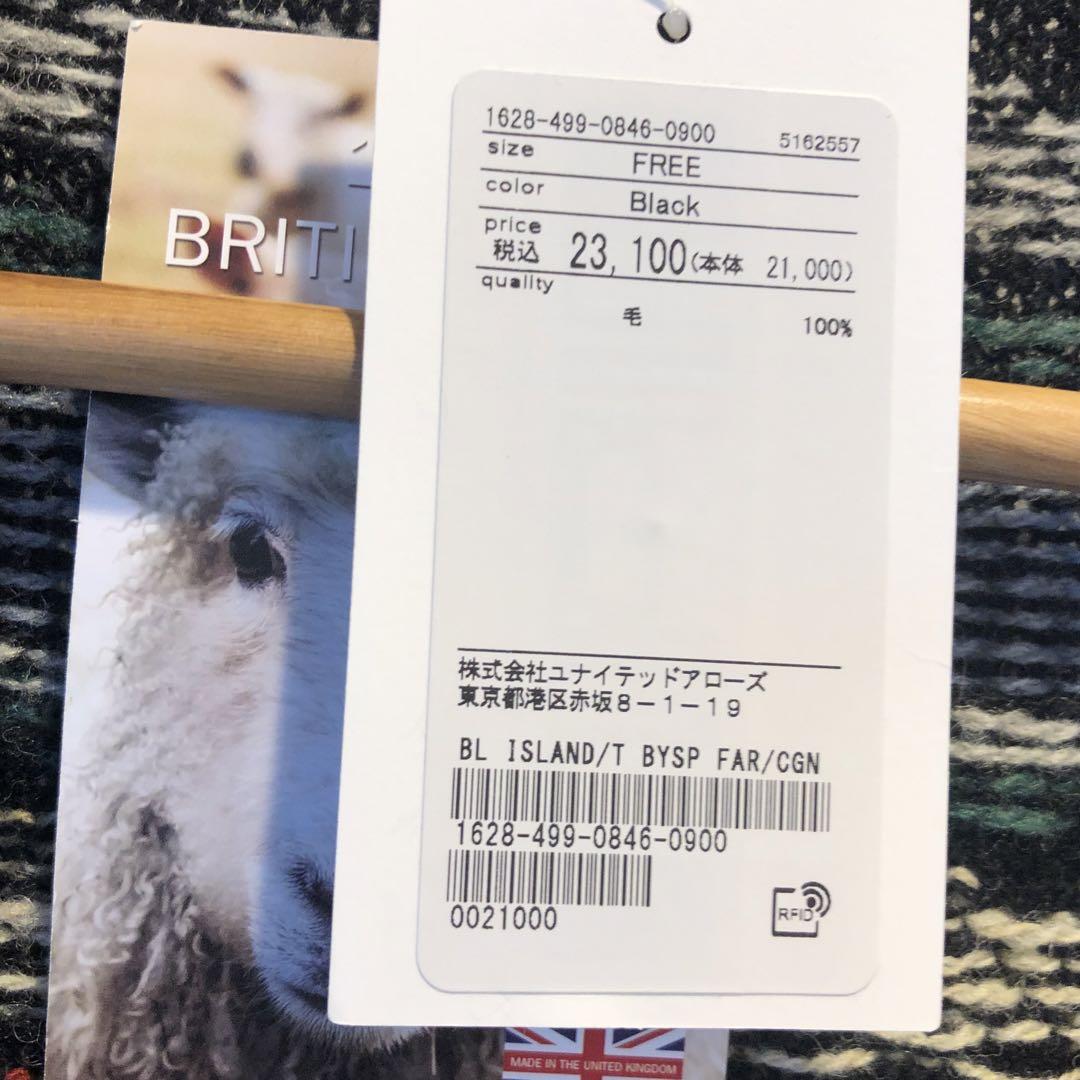 1628-499-0846-0900 5162557
size FREE
color Black
price
税込 23,100(本体 21,000)
quality
毛 100%
株式会社ユナイテッドアローズ
東京都港区赤坂8-1-19
BL ISLAND/T BYSP FAR/CGN
1628-499-0846-0900
0021000
RFID
BRITI
MADE IN THE UNITED KINGDOM